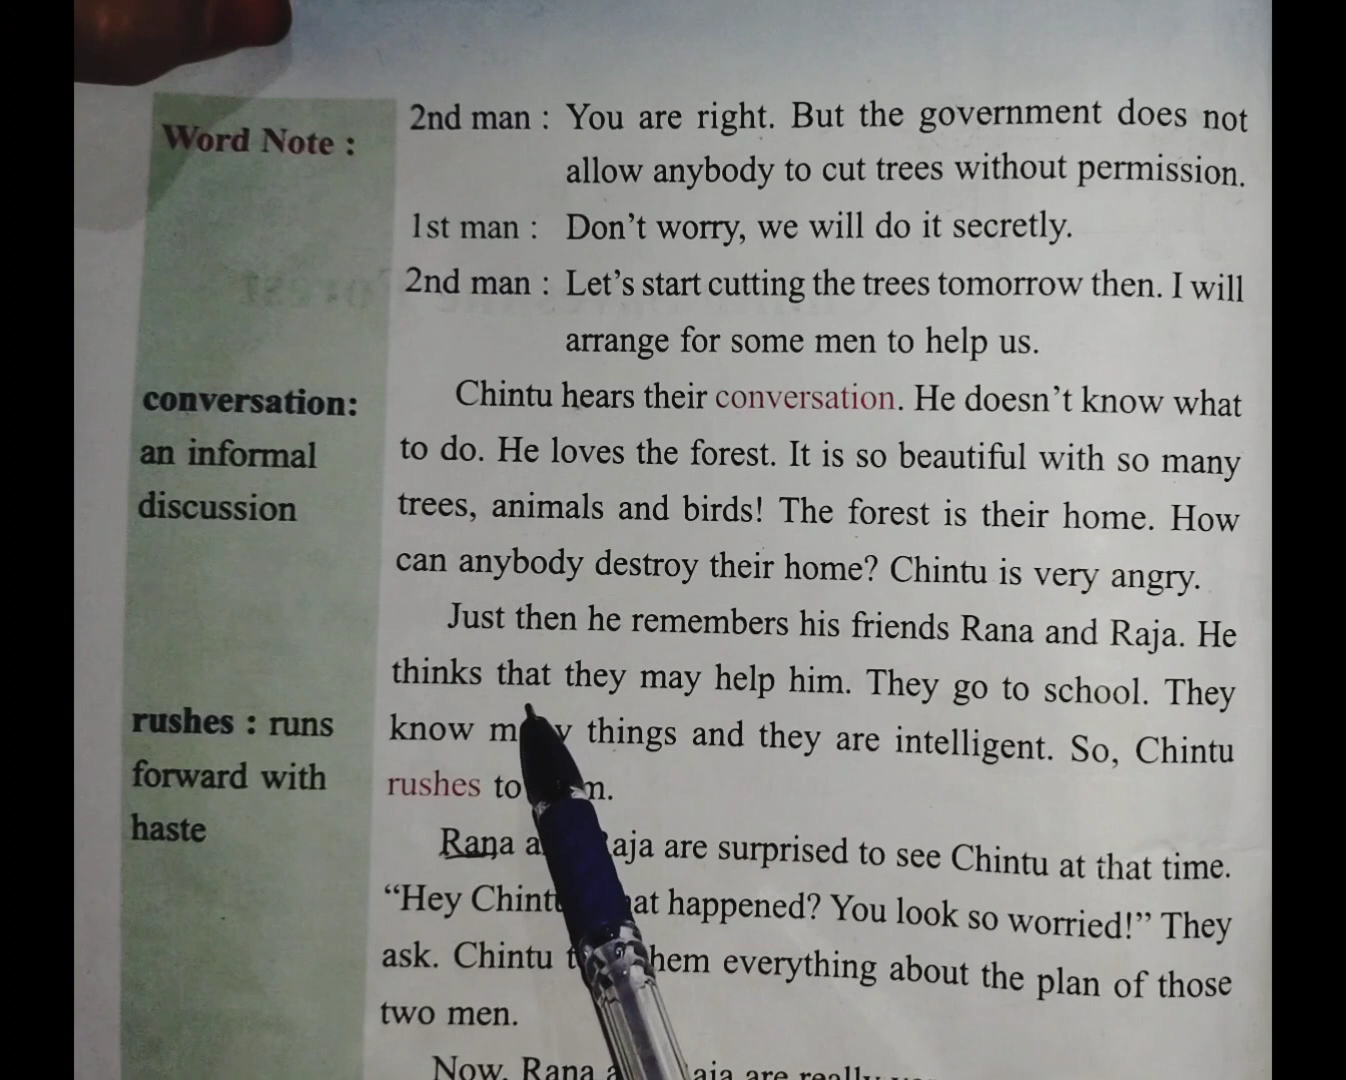 Word Note :
2nd man : You are right. But the government does not
allow anybody to cut trees without permission.
1st man : Don't worry, we will do it secretly.
2nd man : Let's start cutting the trees tomorrow then. I will
arrange for some men to help us.
conversation:
an informal
discussion
Chintu hears their conversation. He doesn't know what
to do. He loves the forest. It is so beautiful with so many
trees, animals and birds! The forest is their home. How
can anybody destroy their home? Chintu is very angry.
Just then he remembers his friends Rana and Raja. He
thinks that they may help him. They go to school. They
rushes : runs
forward with
haste
know things and they are intelligent. So, Chintu
rushes to
Rana are surprised to see Chintu at that time.
"Hey happened? You look so worried!" They
ask. Chintu everything about the plan of those
two men.
Now, Rana are really